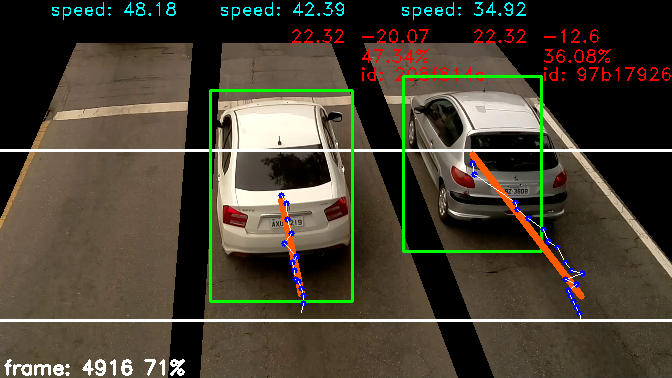 speed: 48.18 speed: 42.39 speed: 34.92
22.32 -20.07 22.32 -12.6
47.34% 36.08%
id: id: 97b17926
frame: 4916 71%